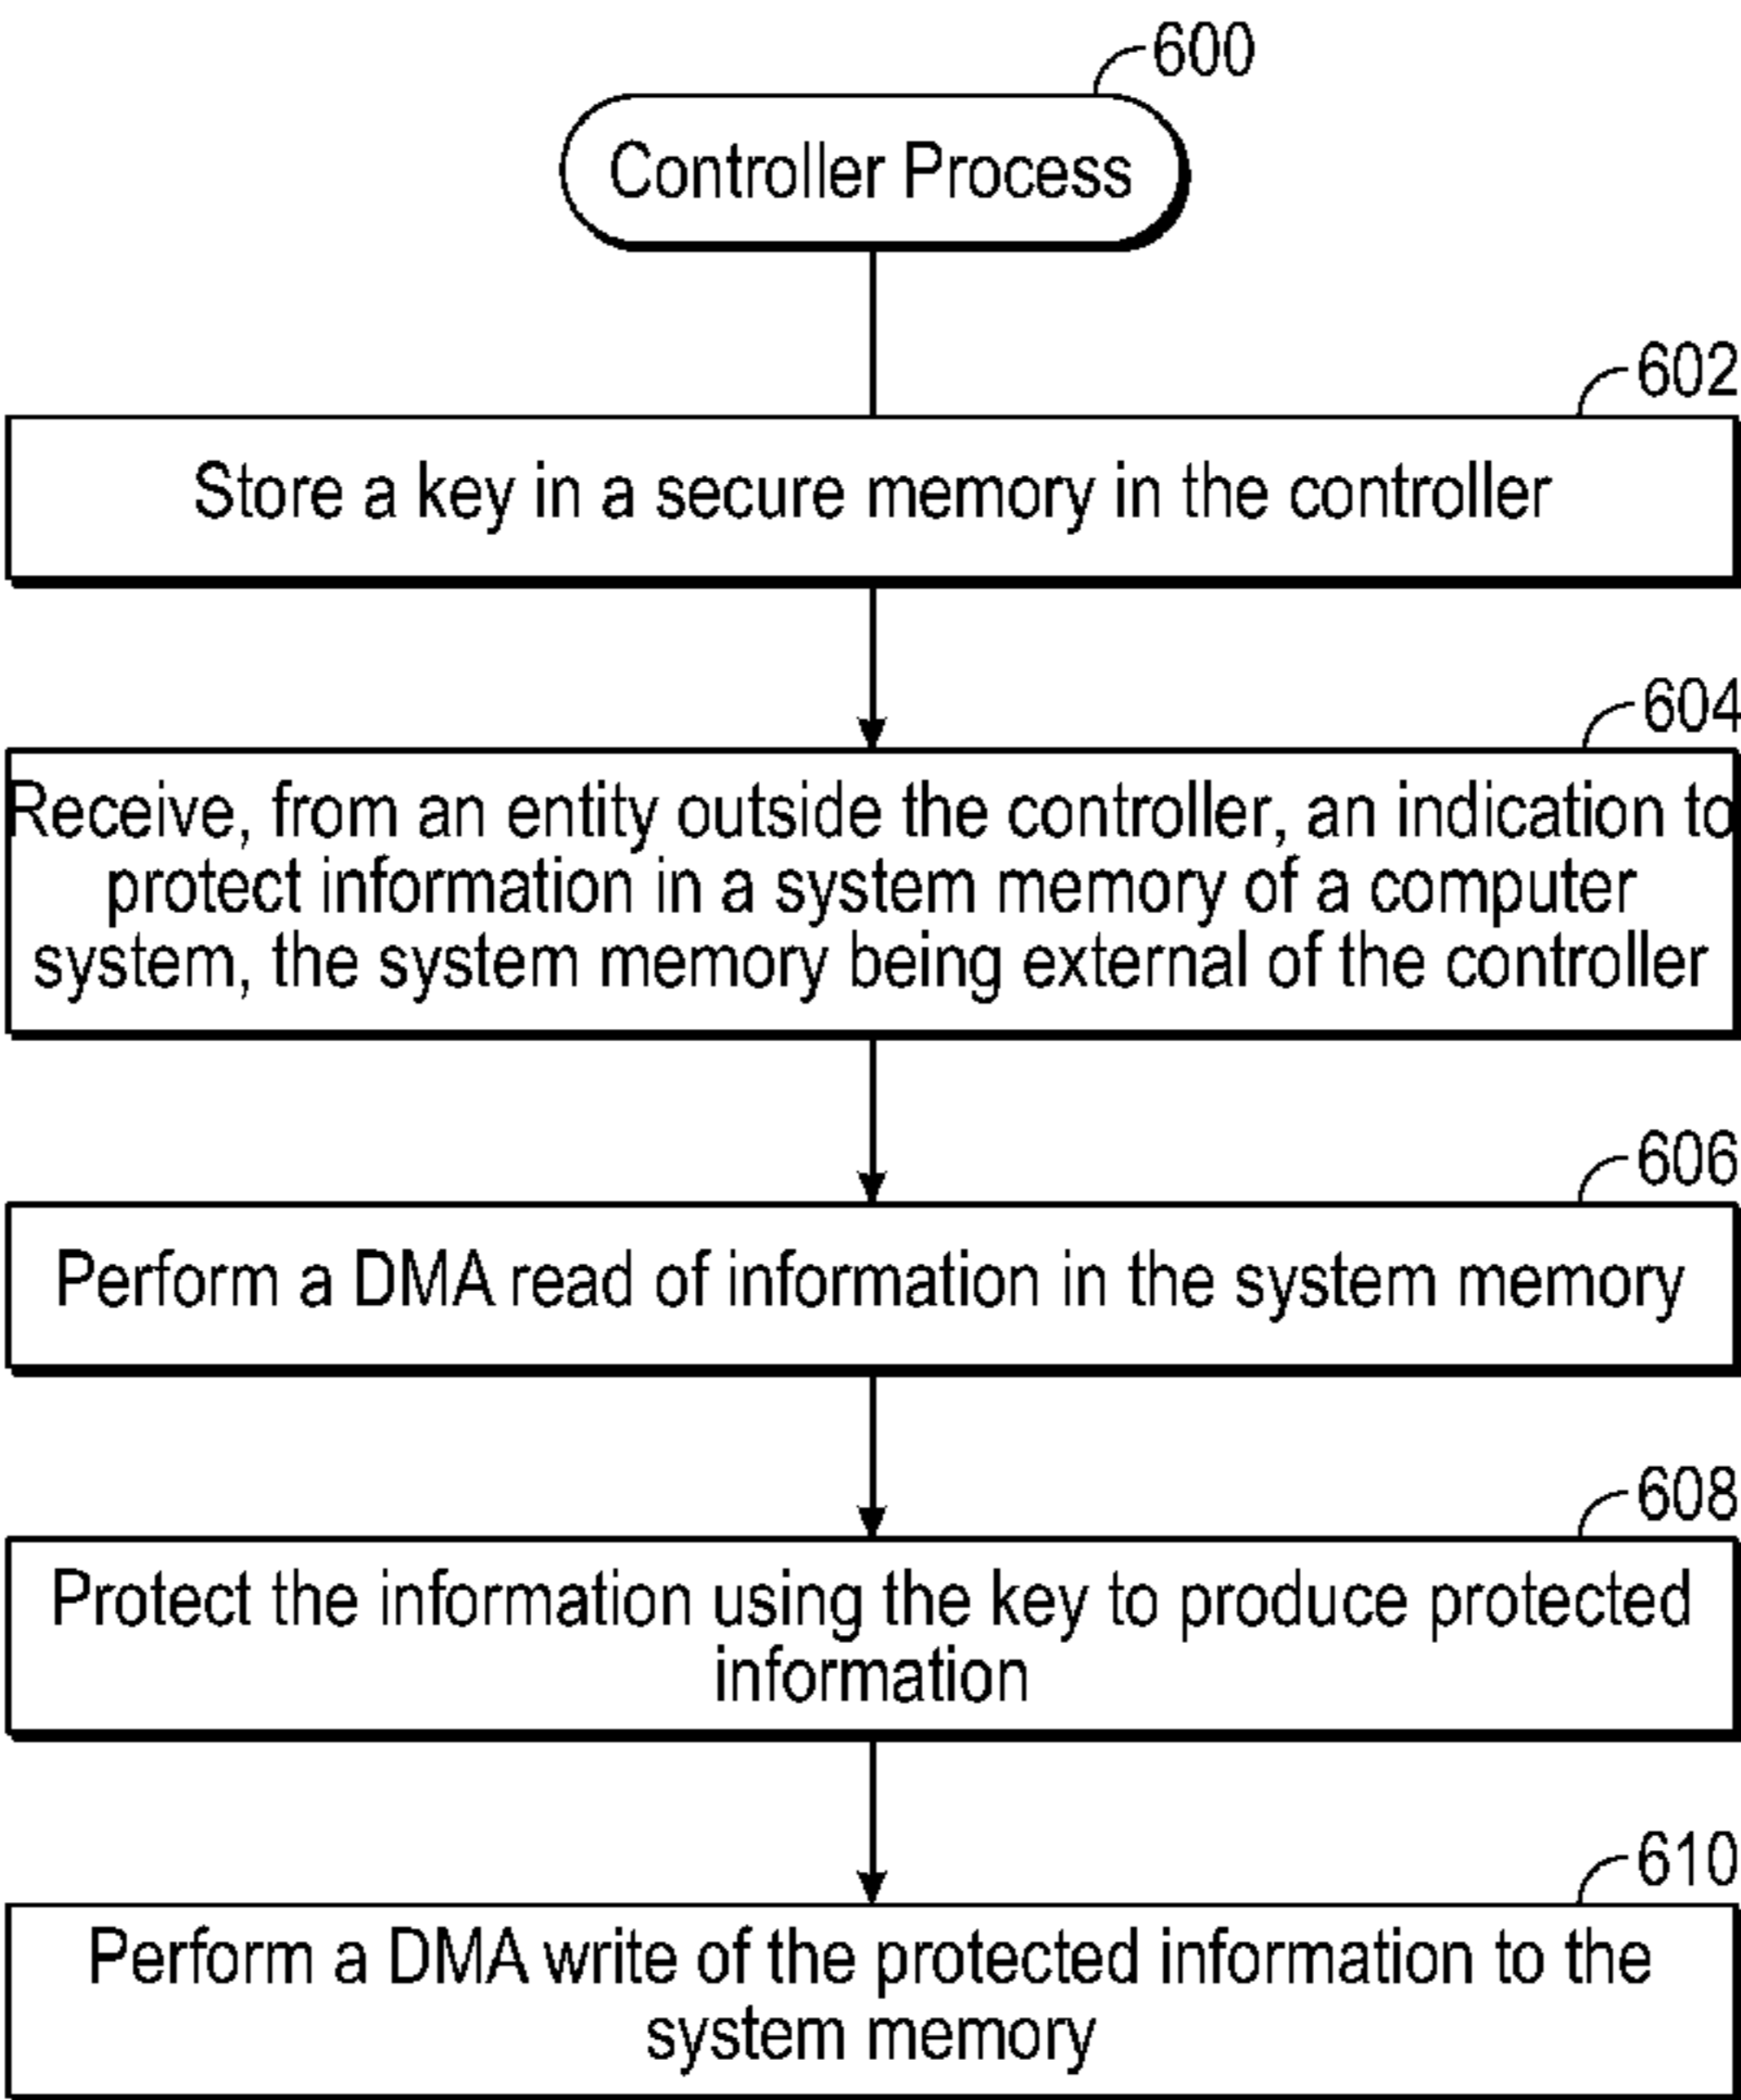 600
Controller Process
602
Store a key in a secure memory in the controller
604
Receive, from an entity outside the controller, an indication to
protect information in a system memory of a computer
system, the system memory being external of the controller
606
Perform a DMA read of information in the system memory
608
Protect the information using the key to produce protected
information
610
Perform a DMA write of the protected information to the
system memory